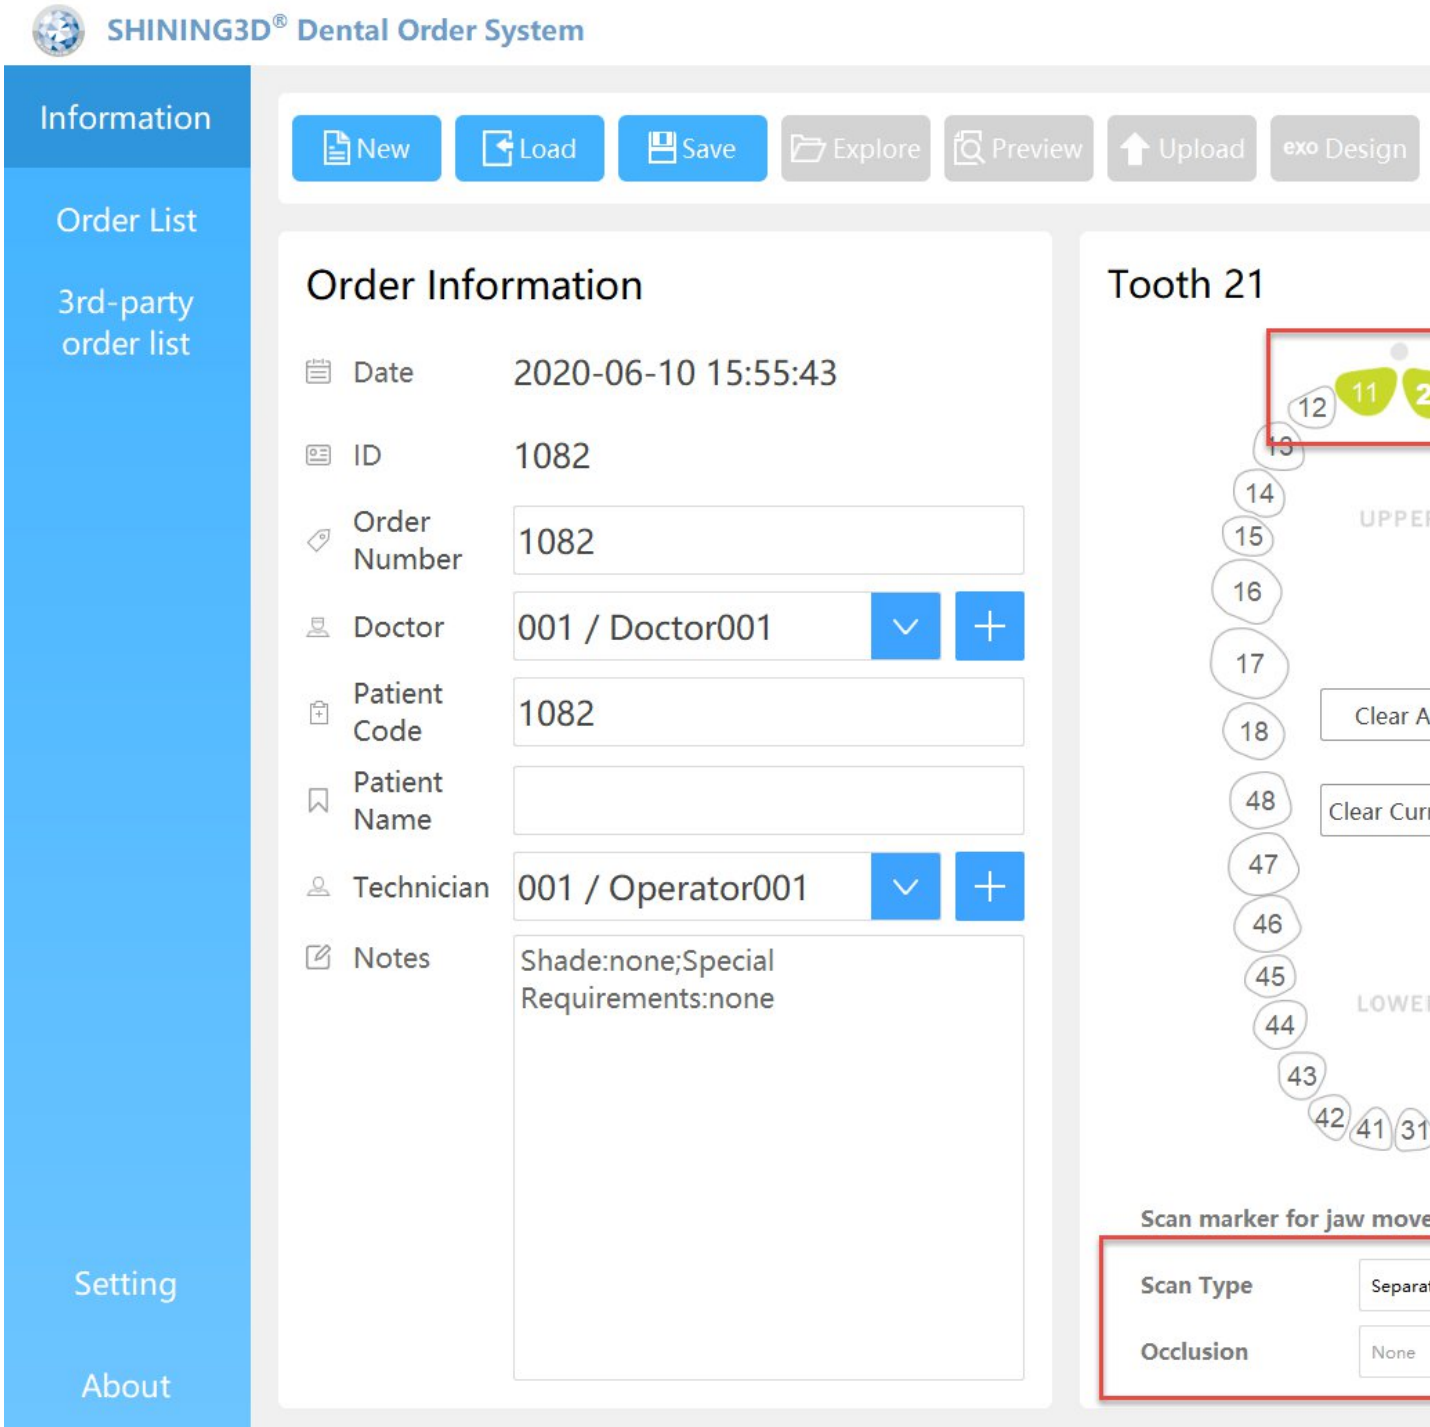 SHINING3D® Dental Order System
Information
Order List
3rd-party
order list
Setting
About
New
Load
Save
Explore
Preview
Upload
exo Design
Order Information
Date
2020-06-10 15:55:43
ID
1082
Order
Number
1082
Doctor
001 / Doctor001
Patient
Code
1082
Patient
Name
Technician
001 / Operator001
Notes
Shade:none;Special
Requirements:none
Tooth 21
11
12
13
14
15
16
17
18
48
47
46
45
44
43
42
41
31
Clear
Clear
Scan marker for jaw
Scan Type
Occlusion
None